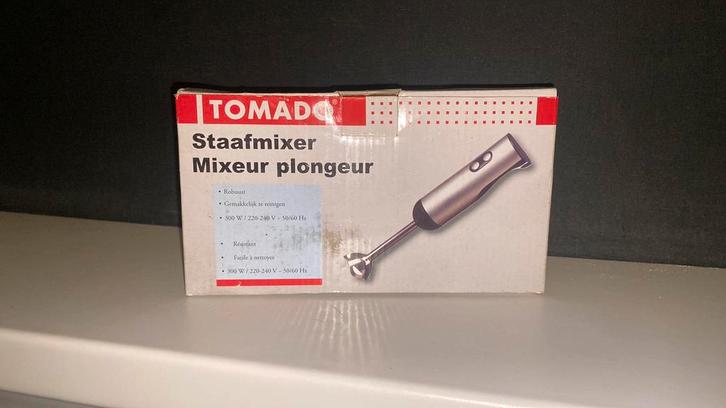 TOMADO
Staafmixer
Mixeur plongeur
• Robuust
• Gemakkelijk te reinigen
• 300 W / 220-240 V – 50/60 Hz
• Résistant
• Facile à nettoyer
• 300 W / 220-240 V – 50/60 Hz